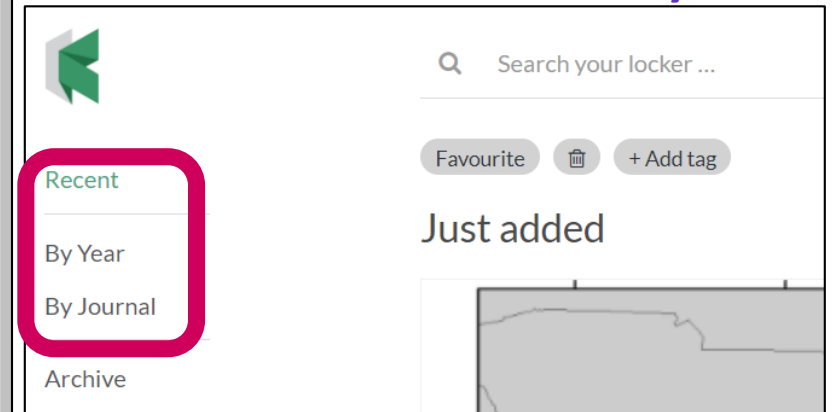 Search your locker ...
Favourite
+ Add tag
Recent
Just added
By Year
By Journal
Archive